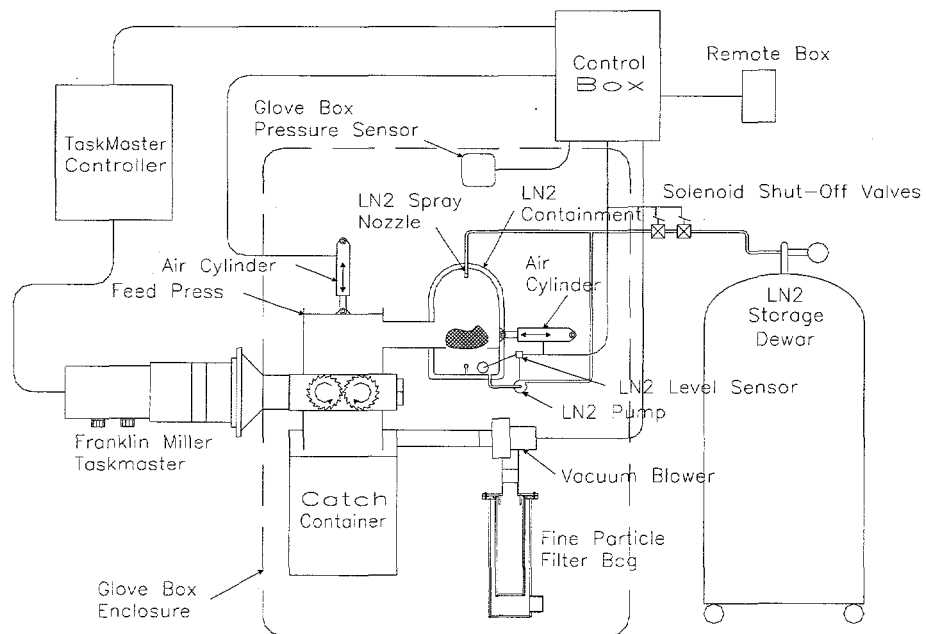 Control
Box
Remote Box
TaskMaster
Controller
Glove Box
Pressure Sensor
LN2 Spray
Nozzle
LN2
Containment
Solenoid Shut-Off Valves
Air Cylinder
Feed Press
Air
Cylinder
LN2
Storage
Dewar
LN2 Level Sensor
LN2 Pump
Franklin Miller
Taskmaster
Vacuum Blower
Catch
Container
Fine Particle
Filter Bag
Glove Box
Enclosure